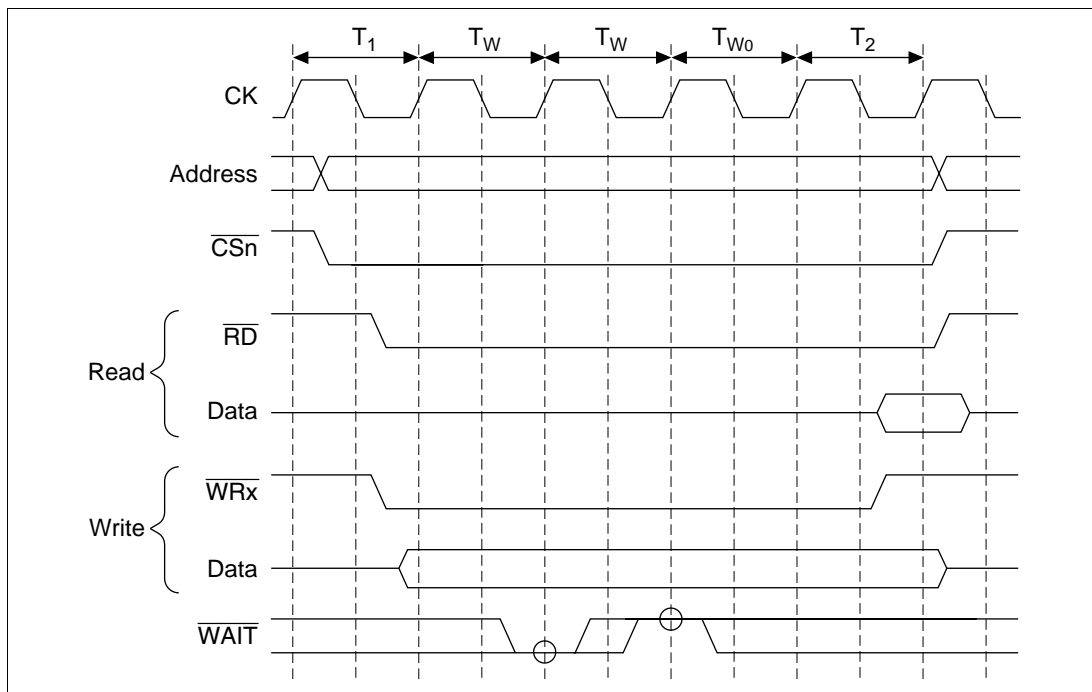 T1 TW TW TW0 T2
CK
Address
CSn
RD
Read
Data
WRx
Write
Data
WAIT